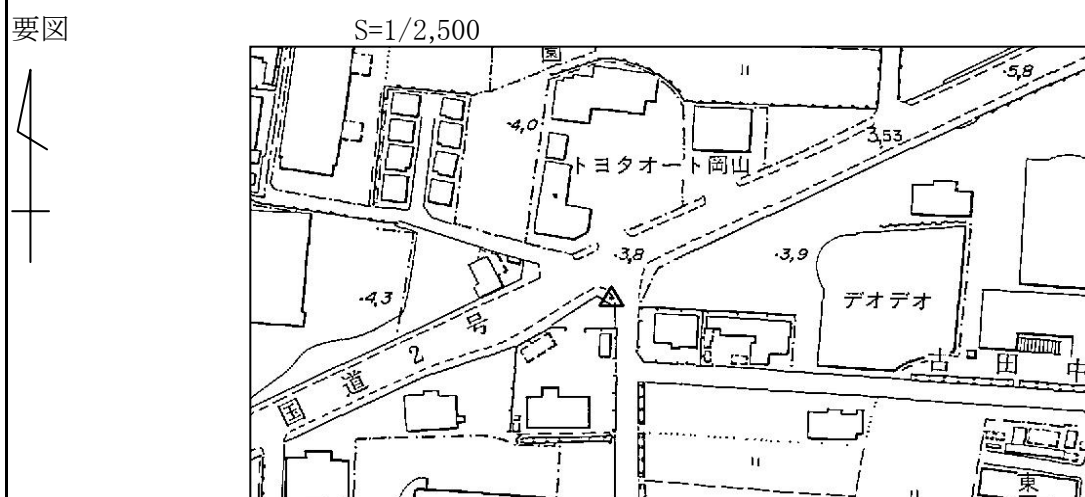 要図
S=1/2,500
園
·5,8
·4,0
3,53
トヨタオート岡山
·3,8
·3,9
·4,3
デオデオ
国道2号
古田中
東